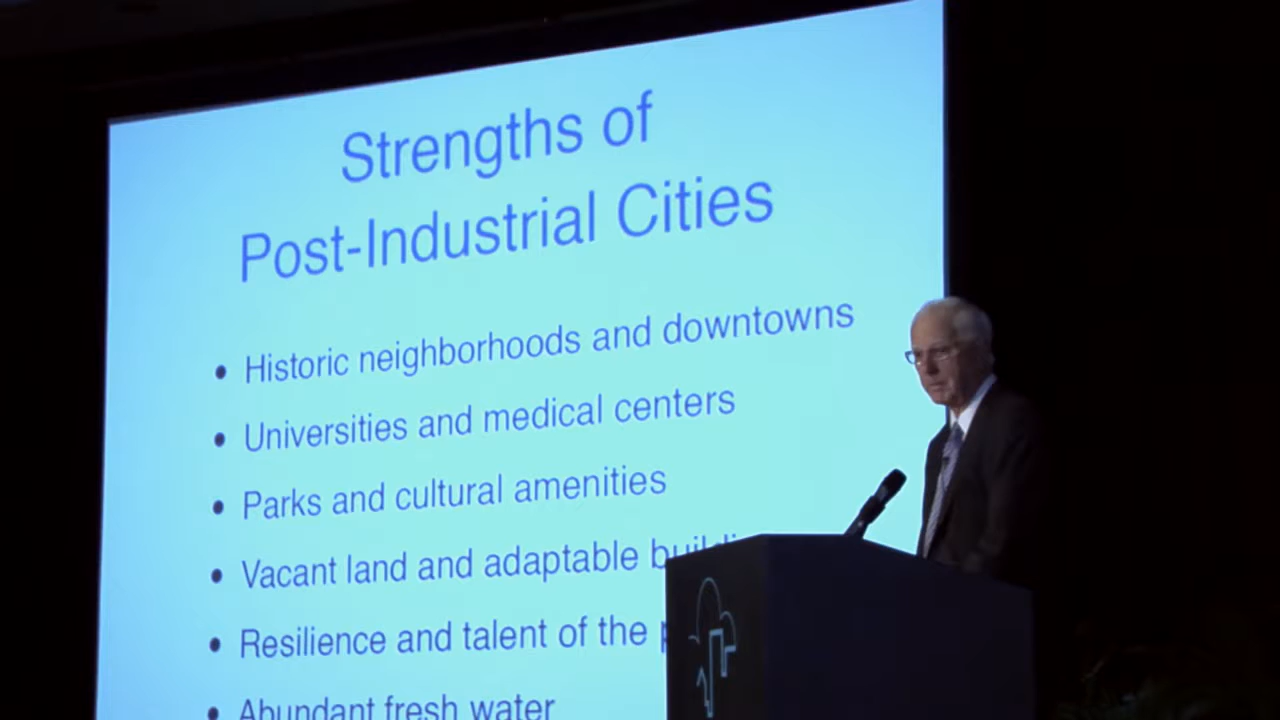 Strengths of
Post-Industrial Cities
• Historic neighborhoods and downtowns
• Universities and medical centers
• Parks and cultural amenities
• Vacant land and adaptable
• Resilience and talent of the
• Abundant fresh water